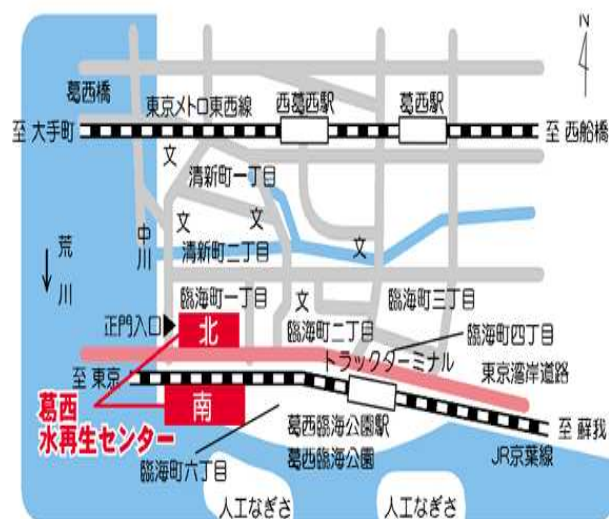 N
葛西橋
東京メトロ東西線
西葛西駅
葛西駅
至 大手町
至 西船橋
文
清新町一丁目
文
文
中川
清新町二丁目
文
荒川
臨海町一丁目
文
臨海町三丁目
正門入口
北
臨海町二丁目
臨海町四丁目
トラックターミナル
至 東京
東京湾岸道路
葛西
水再生センター
南
葛西臨海公園駅
至 蘇我
臨海町六丁目
葛西臨海公園
JR京葉線
人工なぎさ
人工なぎさ